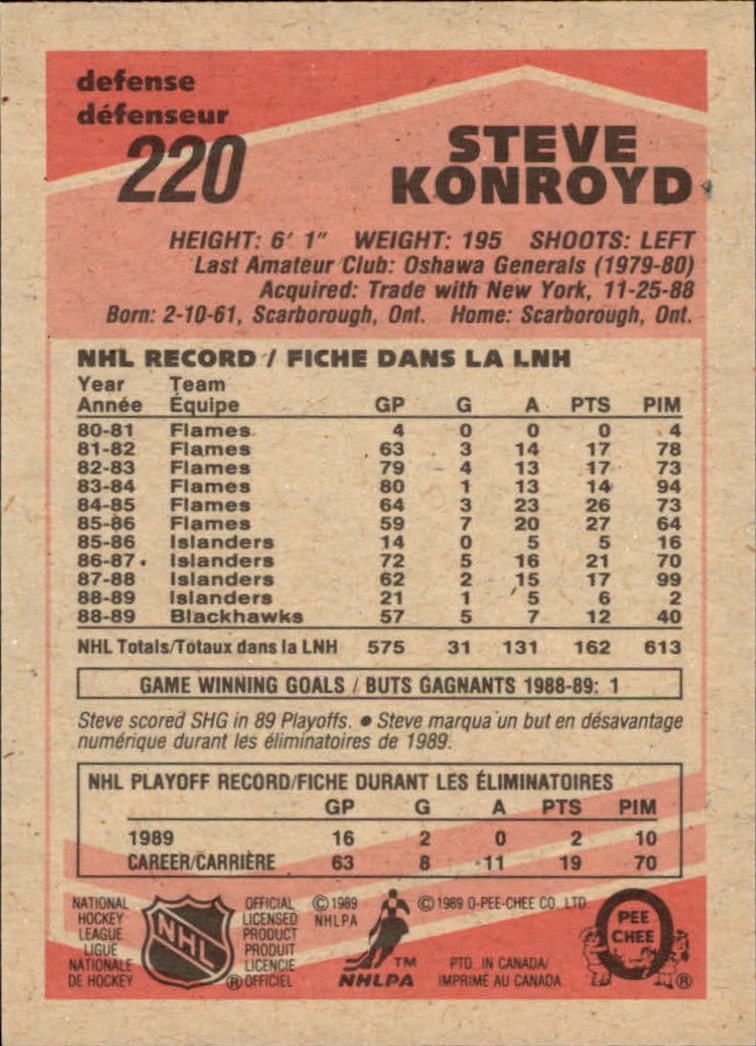 defense
défenseur
220
STEVE
KONROYD
HEIGHT: 6' 1" WEIGHT: 195 SHOOTS: LEFT
Last Amateur Club: Oshawa Generals (1979-80)
Acquired: Trade with New York, 11-25-88
Born: 2-10-61, Scarborough, Ont. Home: Scarborough, Ont.
NHL RECORD / FICHE DANS LA LNH
Year Team
Année Équipe GP G A PTS PIM
80-81 Flames 4 0 0 0 4
81-82 Flames 63 3 14 17 78
82-83 Flames 79 4 13 17 73
83-84 Flames 80 1 13 14 94
84-85 Flames 64 3 23 26 73
85-86 Flames 59 7 20 27 64
85-86 Islanders 14 0 5 5 16
86-87 Islanders 72 5 16 21 70
87-88 Islanders 62 2 15 17 99
88-89 Islanders 21 1 5 6 2
88-89 Blackhawks 57 5 7 12 40
NHL Totals/Totaux dans la LNH 575 31 131 162 613
GAME WINNING GOALS / BUTS GAGNANTS 1988-89: 1
Steve scored SHG in 89 Playoffs. ● Steve marqua un but en désavantage
numérique durant les éliminatoires de 1989.
NHL PLAYOFF RECORD/FICHE DURANT LES ÉLIMINATOIRES
GP G A PTS PIM
1989 16 2 0 2 10
CAREER/CARRIÈRE 63 8 11 19 70
NATIONAL
HOCKEY
LEAGUE
LIGUE
NATIONALE
DE HOCKEY
NHL
OFFICIAL
LICENSED
PRODUCT
PRODUIT
LICENCIE
® OFFICIEL
© 1989
NHLPA
TM
NHLPA
© 1989 O-PEE-CHEE CO. LTD.
PTD. IN CANADA/
IMPRIMÉ AU CANADA
O
PEE
CHEE
®